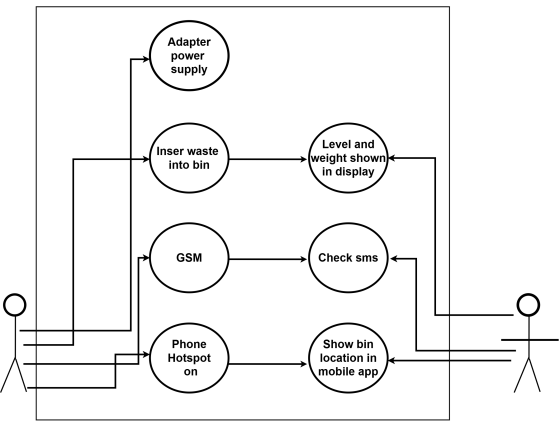 Adapter
power
supply
Inser waste
into bin
Level and
weight shown
in display
GSM
Check sms
Phone
Hotspot
on
Show bin
location in
mobile app